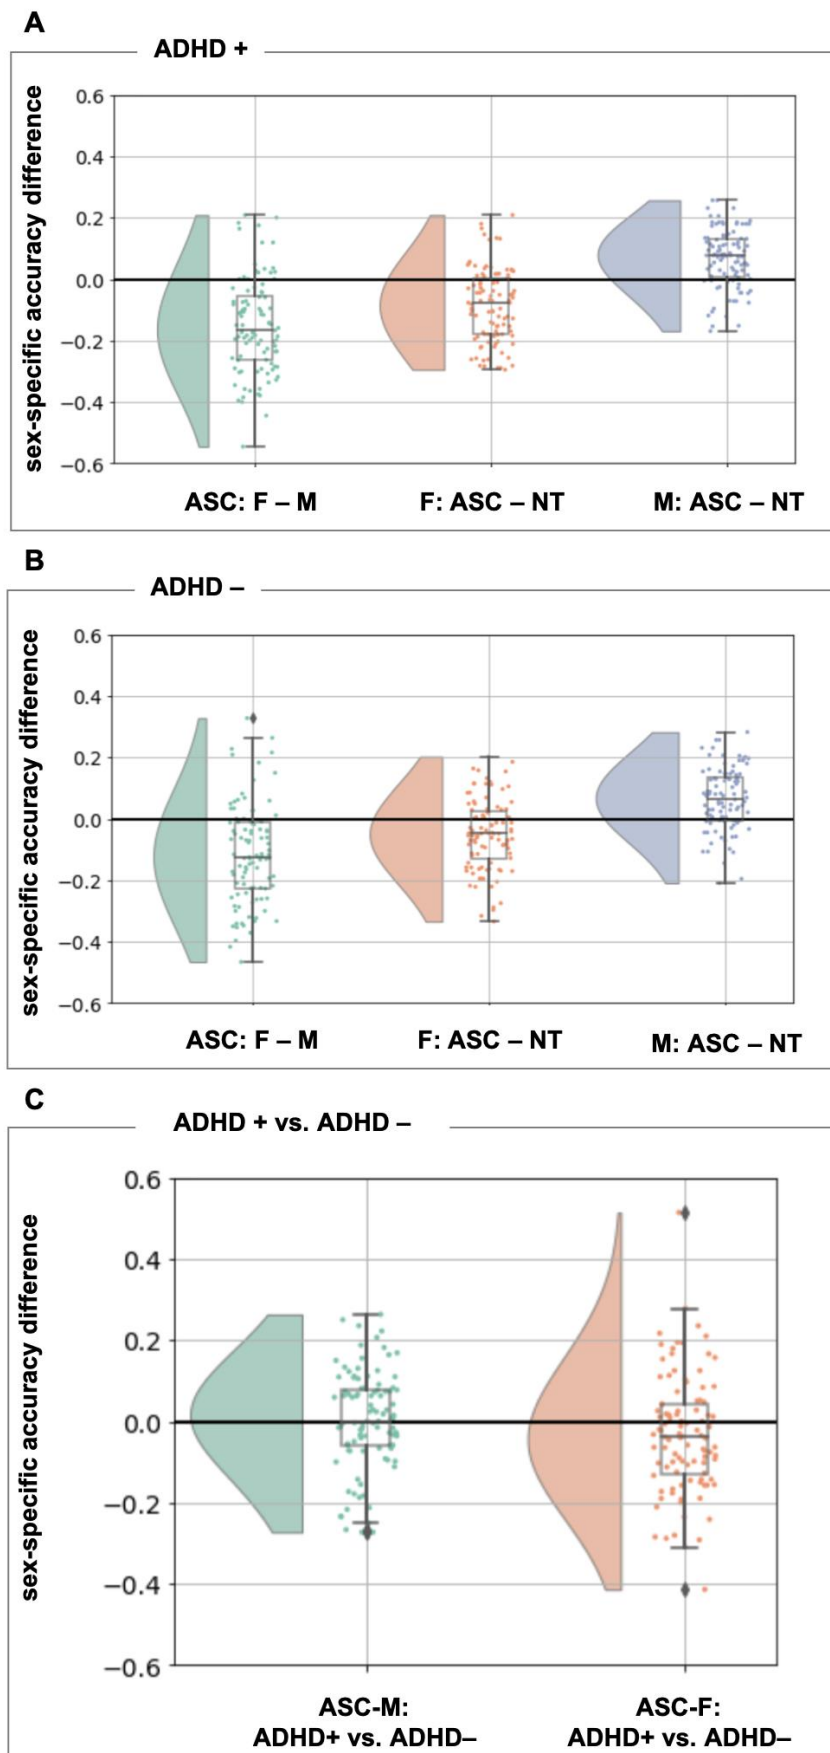 A
ADHD +
sex-specific accuracy difference
0.6
0.4
0.2
0.0
−0.2
−0.4
−0.6
ASC: F – M
F: ASC – NT
M: ASC – NT
B
ADHD –
sex-specific accuracy difference
0.6
0.4
0.2
0.0
−0.2
−0.4
−0.6
ASC: F – M
F: ASC – NT
M: ASC – NT
C
ADHD + vs. ADHD –
sex-specific accuracy difference
0.6
0.4
0.2
0.0
−0.2
−0.4
−0.6
ASC-M:
ADHD+ vs. ADHD–
ASC-F:
ADHD+ vs. ADHD–